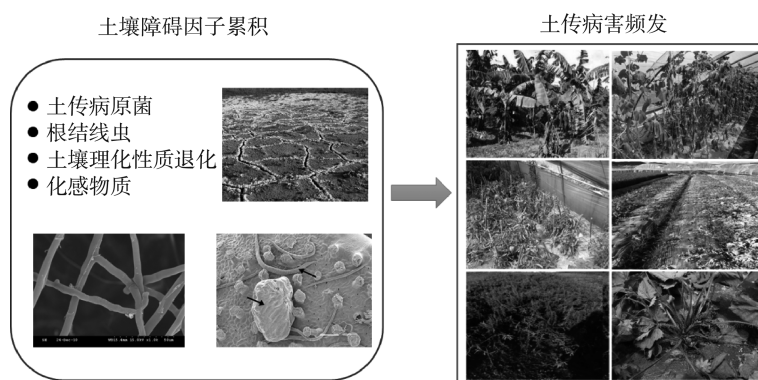 土壤障碍因子累积
土传病害频发
● 土传病原菌
● 根结线虫
● 土壤理化性质退化
● 化感物质